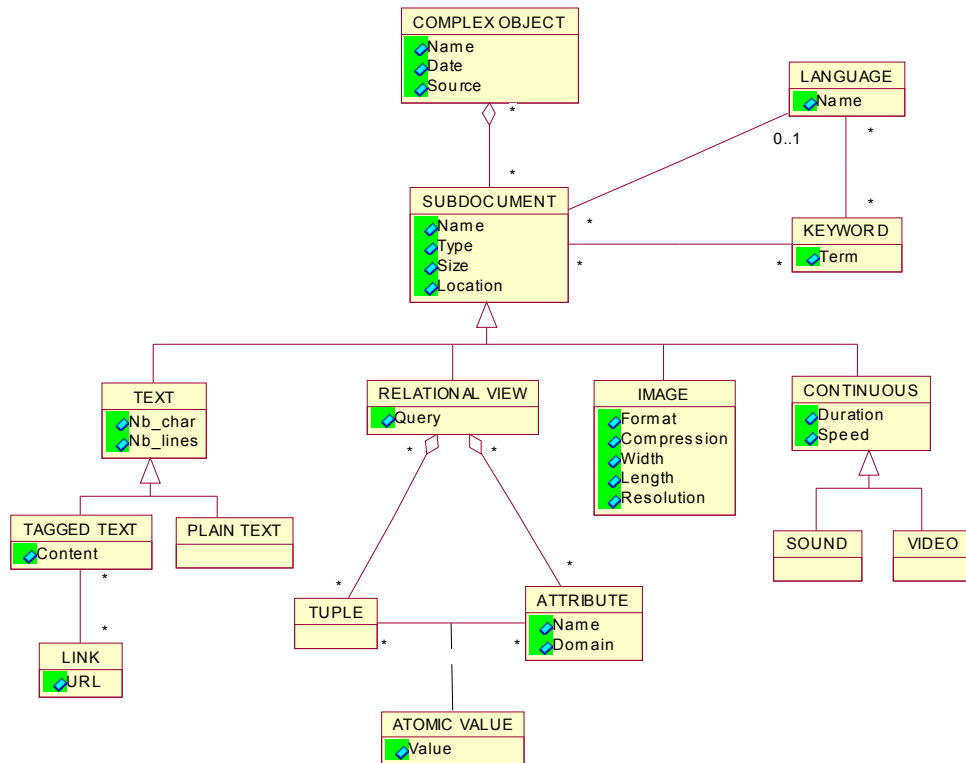 COMPLEX OBJECT
Name
Date
Source
*
*
LANGUAGE
Name
0..1
*
*
*
SUBDOCUMENT
Name
Type
Size
Location
*
*
KEYWORD
Term
TEXT
Nb_char
Nb_lines
RELATIONAL VIEW
Query
*
*
IMAGE
Format
Compression
Width
Length
Resolution
CONTINUOUS
Duration
Speed
TAGGED TEXT
Content
*
PLAIN TEXT
SOUND
VIDEO
*
*
TUPLE
*
*
ATTRIBUTE
Name
Domain
*
LINK
URL
ATOMIC VALUE
Value